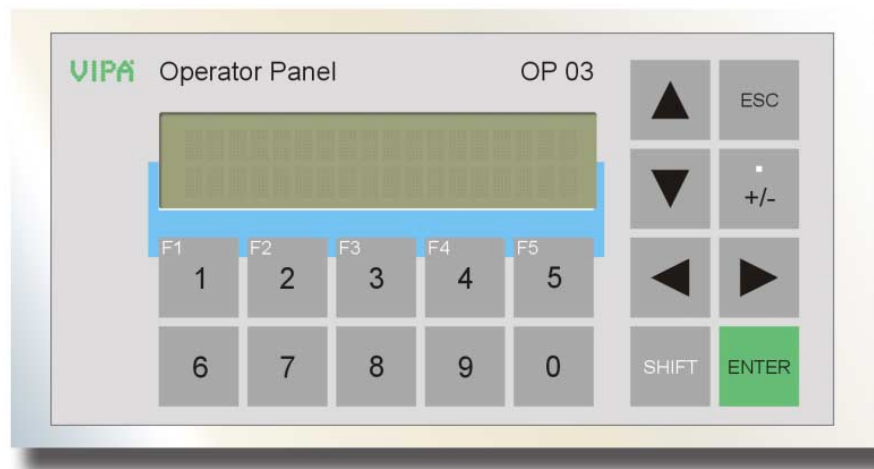 VIPA Operator Panel OP 03
ESC
+/-
F1 F2 F3 F4 F5
1 2 3 4 5
6 7 8 9 0
SHIFT ENTER